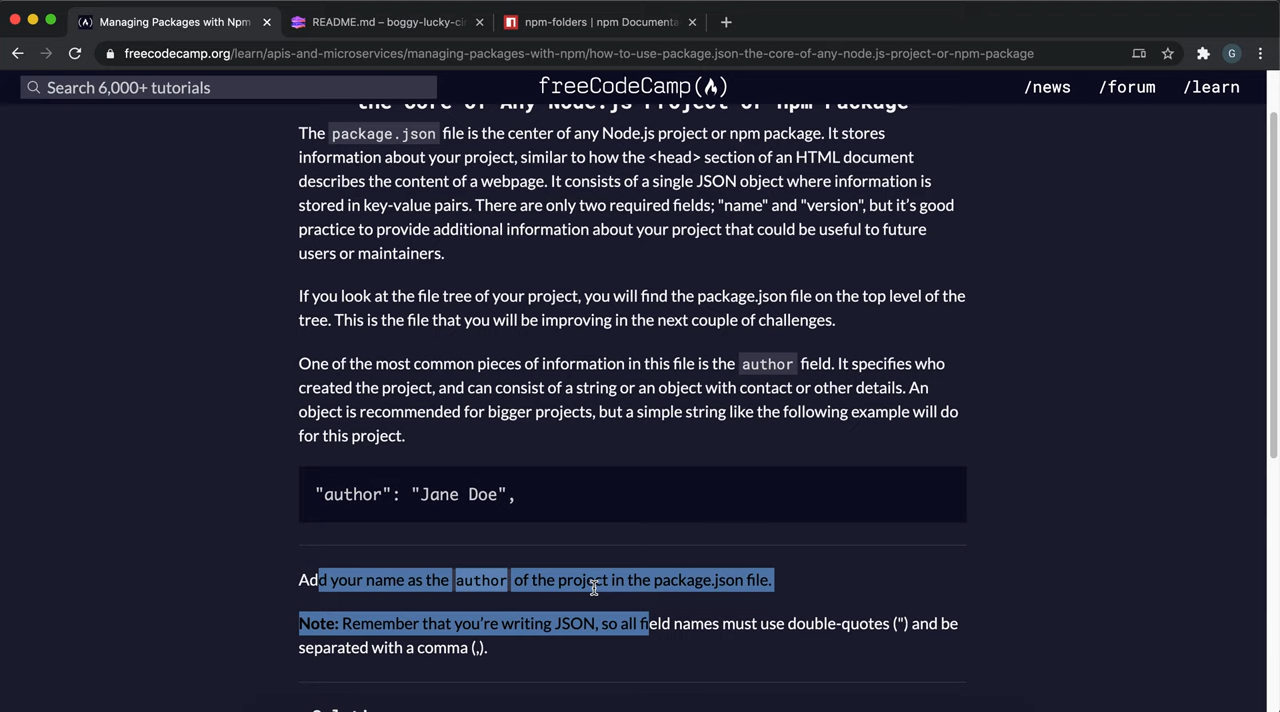 Managing Packages with Npm
README.md – boggy-lucky-ci
npm-folders | npm Documenta
freecodecamp.org/learn/apis-and-microservices/managing-packages-with-npm/how-to-use-package.json-the-core-of-any-node.js-project-or-npm-package
G
Search 6,000+ tutorials
freeCodeCamp
/news
/forum
/learn
the Core of Any Node.js Project or npm Package
The package.json file is the center of any Node.js project or npm package. It stores
information about your project, similar to how the <head> section of an HTML document
describes the content of a webpage. It consists of a single JSON object where information is
stored in key-value pairs. There are only two required fields; "name" and "version", but it’s good
practice to provide additional information about your project that could be useful to future
users or maintainers.
If you look at the file tree of your project, you will find the package.json file on the top level of the
tree. This is the file that you will be improving in the next couple of challenges.
One of the most common pieces of information in this file is the author field. It specifies who
created the project, and can consist of a string or an object with contact or other details. An
object is recommended for bigger projects, but a simple string like the following example will do
for this project.
"author": "Jane Doe",
Add your name as the author of the project in the package.json file.
Note: Remember that you’re writing JSON, so all field names must use double-quotes (") and be
separated with a comma (,).